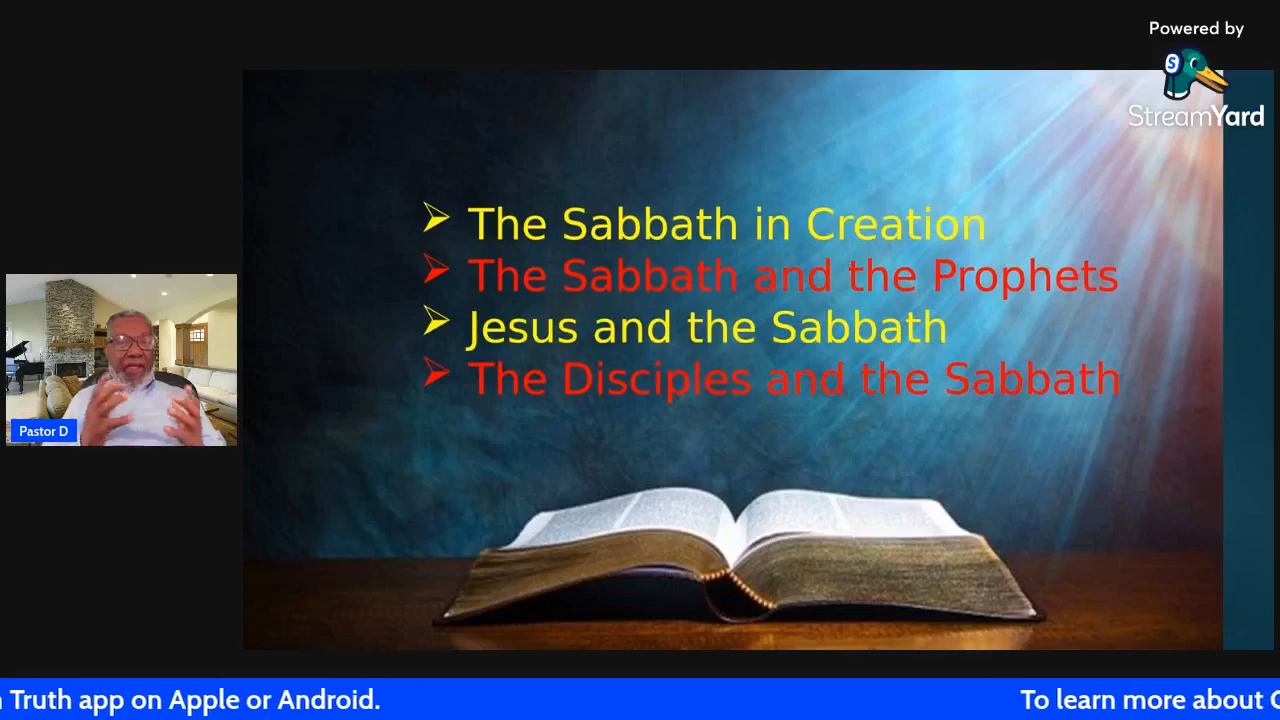 Powered by
StreamYard
The Sabbath in Creation
The Sabbath and the Prophets
Jesus and the Sabbath
The Disciples and the Sabbath
Pastor D
Truth app on Apple or Android.
To learn more about